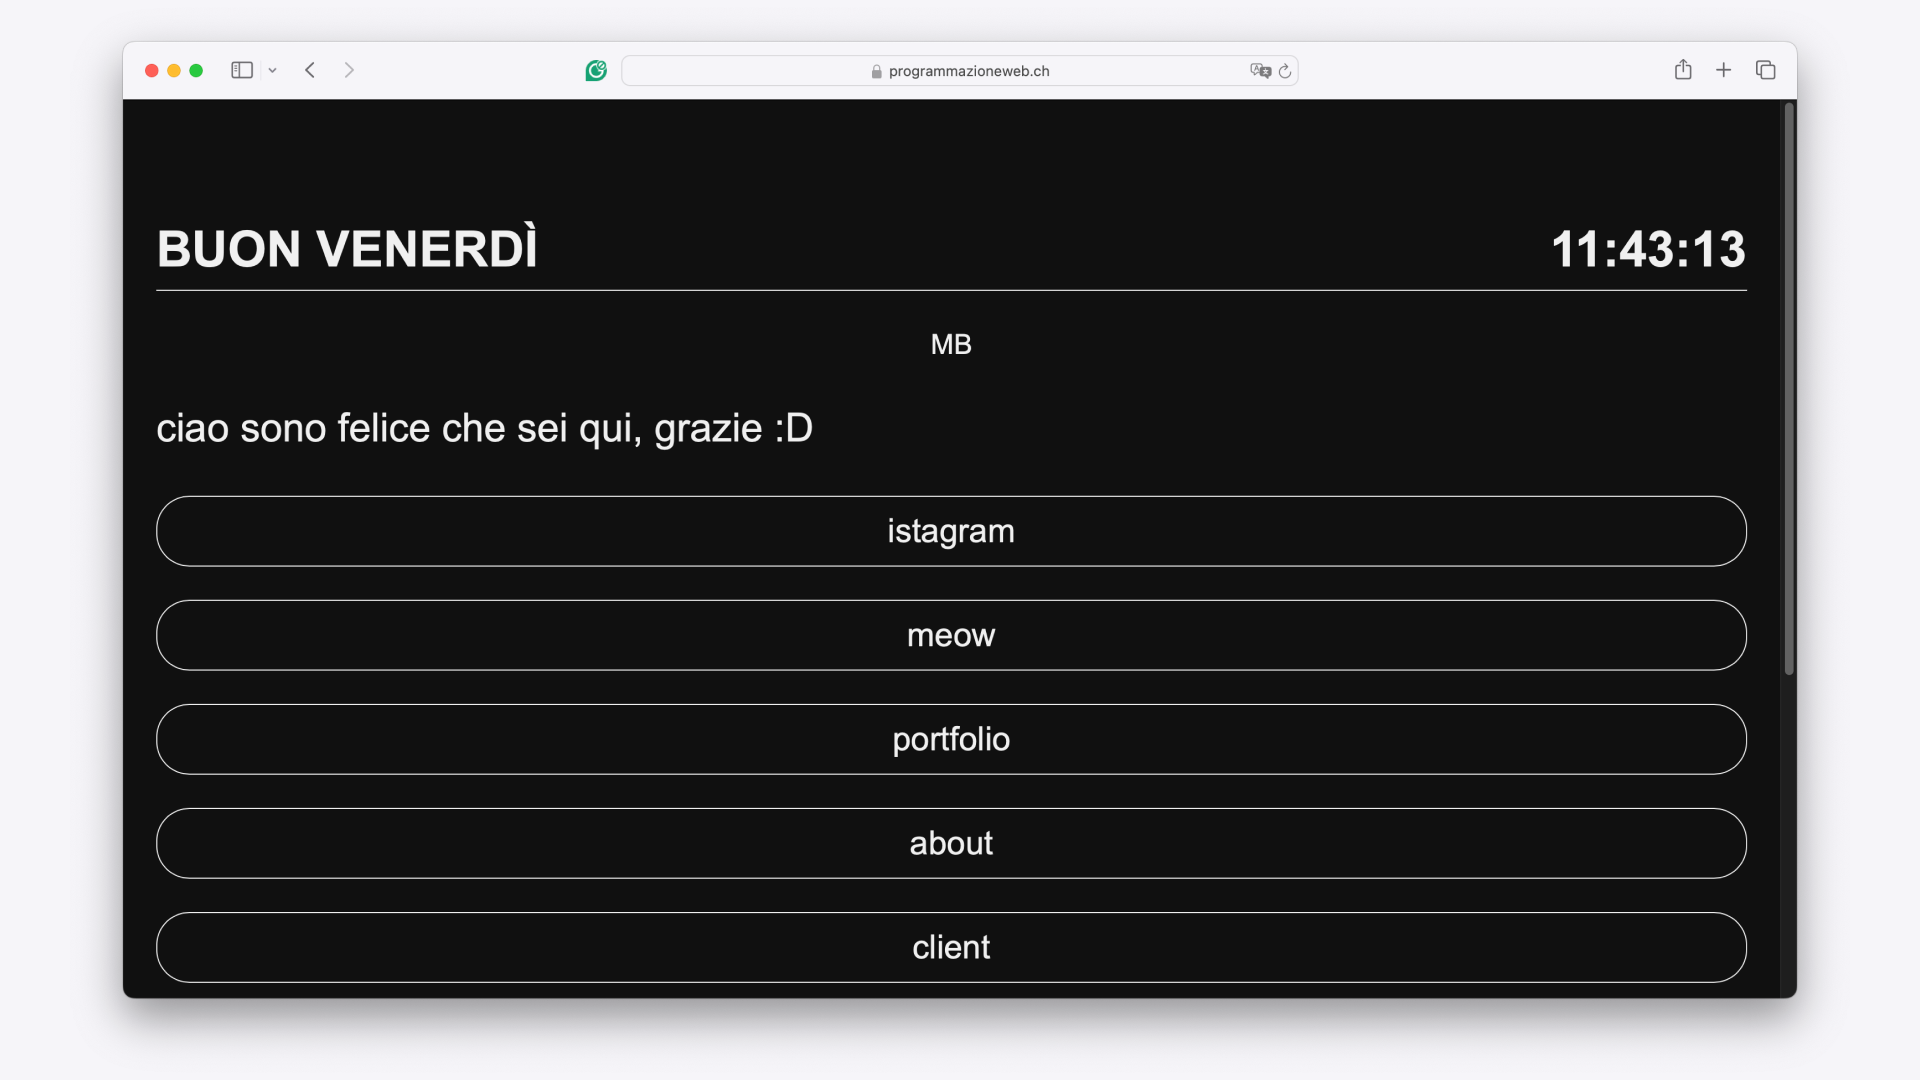 programmazioneweb.ch
BUON VENERDÌ
11:43:13
MB
ciao sono felice che sei qui, grazie :D
istagram
meow
portfolio
about
client